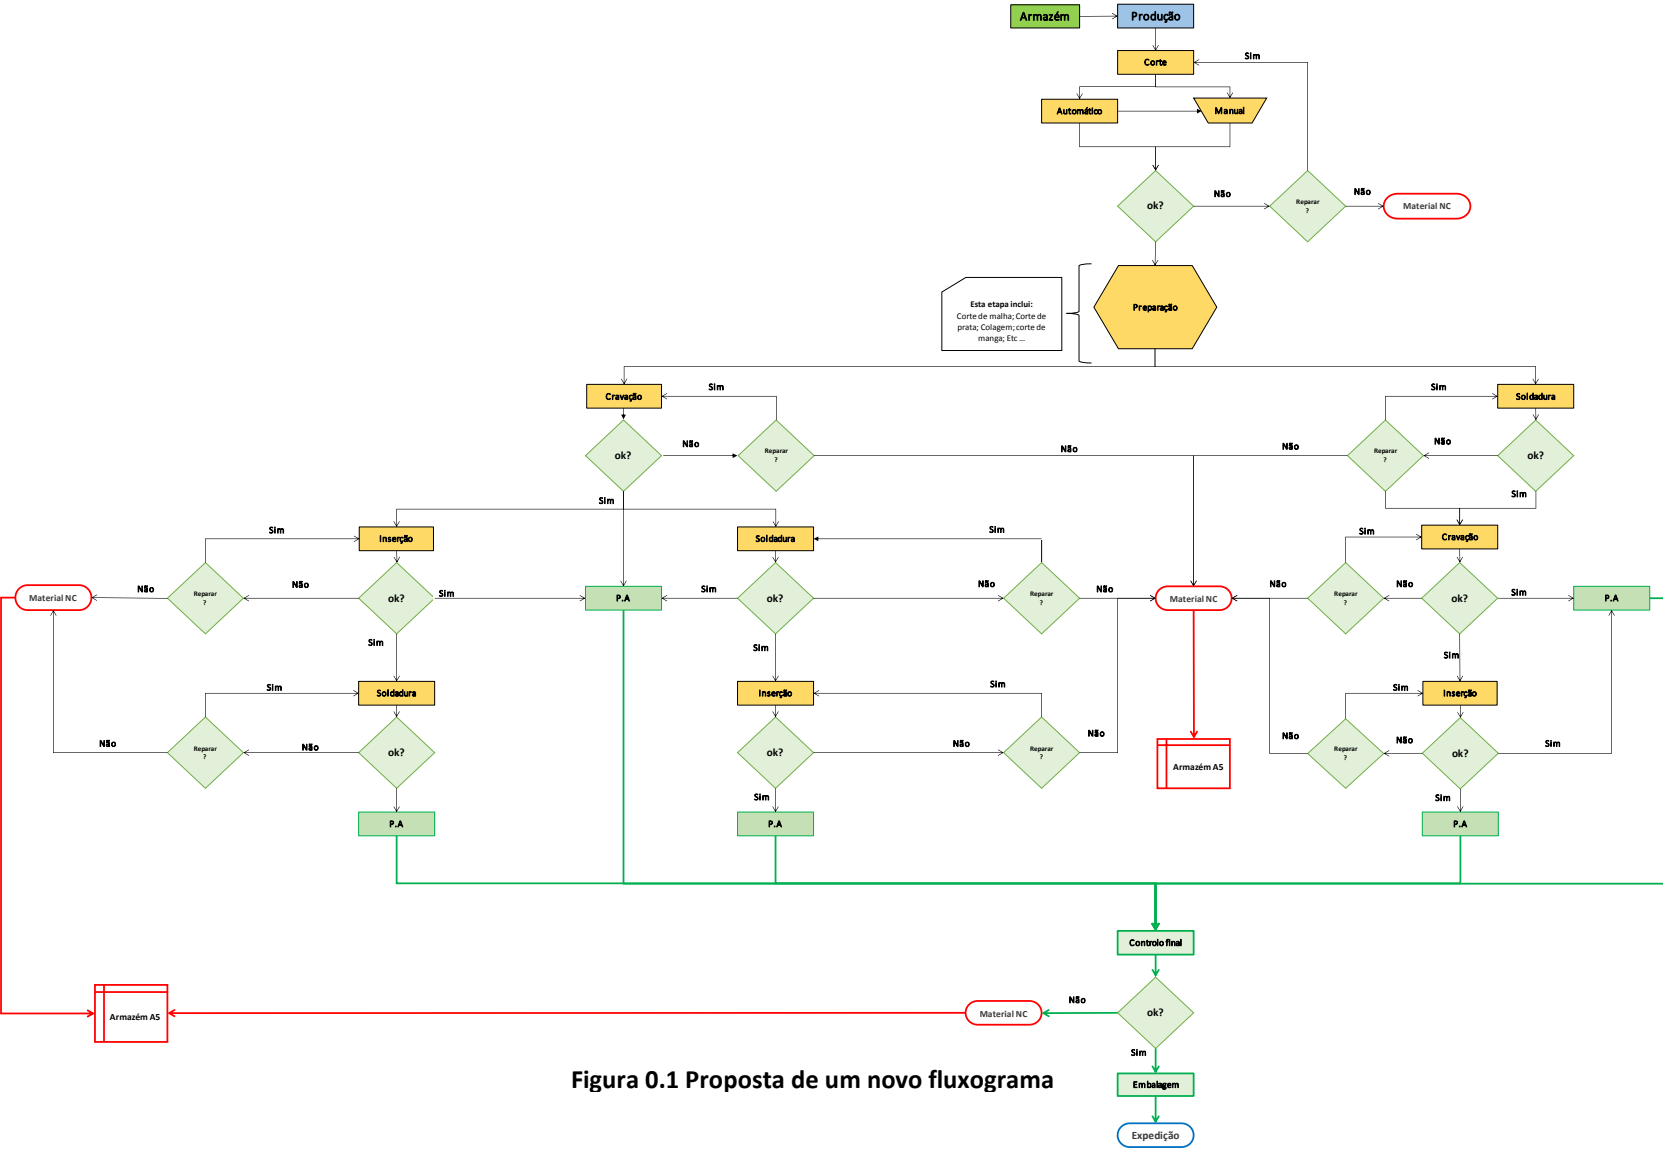 Armazém
Produção
Corte
Sim
Automático
Manual
ok?
Não
Reparar
?
Não
Material NC
Esta etapa inclui:
Corte de malha; Corte de
prata; Colagem; corte de
manga; Etc ...
Preparação
Cravação
Sim
Sim
Soldadura
ok?
Não
Reparar
?
Não
Não
Reparar
?
Não
ok?
Sim
Sim
Sim
Inserção
Soldadura
Sim
Sim
Cravação
Material NC
Não
Reparar
?
Não
ok?
Sim
P.A
Sim
ok?
Não
Reparar
?
Não
Material NC
Não
Reparar
?
Não
ok?
Sim
P.A
Sim
Sim
Sim
Sim
Soldadura
Inserção
Sim
Sim
Inserção
Não
Reparar
?
Não
ok?
ok?
Não
Reparar
?
Não
Armazém A5
Não
Reparar
?
Não
ok?
Sim
Sim
Sim
Sim
P.A
P.A
P.A
Controlo final
Armazém A5
Material NC
Não
ok?
Sim
Figura 0.1 Proposta de um novo fluxograma
Embalagem
Expedição